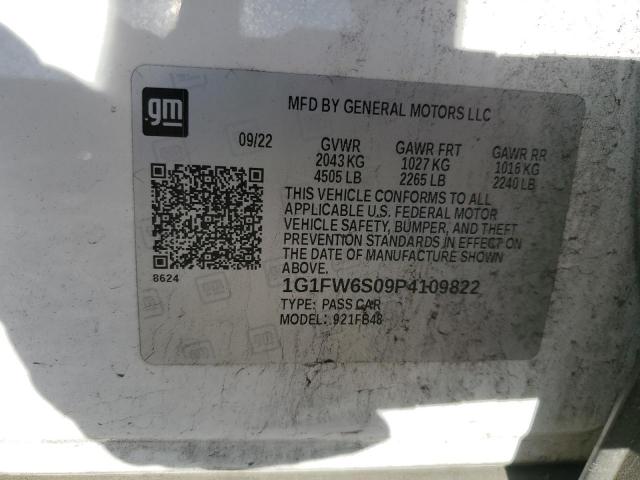 gm
MFD BY GENERAL MOTORS LLC
09/22 GVWR GAWR FRT GAWR RR
2043 KG 1027 KG 1016 KG
4505 LB 2265 LB 2240 LB
THIS VEHICLE CONFORMS TO ALL
APPLICABLE U.S. FEDERAL MOTOR
VEHICLE SAFETY, BUMPER, AND THEFT
PREVENTION STANDARDS IN EFFECT ON
THE DATE OF MANUFACTURE SHOWN
ABOVE.
8624
1G1FW6S09P4109822
TYPE: PASS CAR
MODEL: 921FB48